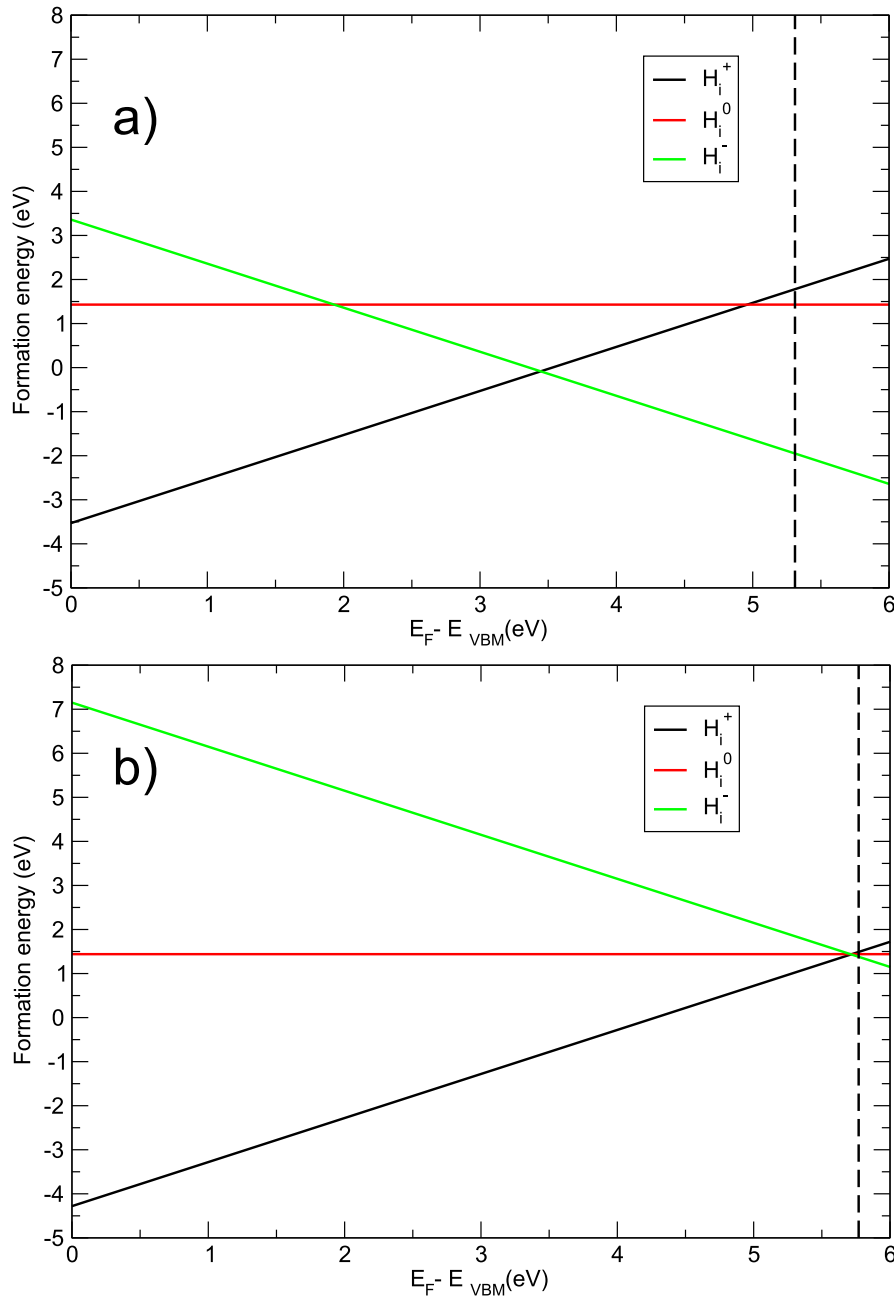 8
7
6
5
4
3
2
1
0
-1
-2
-3
-4
-5
Formation energy (eV)
a)
H_i^+
H_i^0
H_i^-
0 1 2 3 4 5 6
E_F - E_VBM(eV)
8
7
6
5
4
3
2
1
0
-1
-2
-3
-4
-5
Formation energy (eV)
b)
H_i^+
H_i^0
H_i^-
0 1 2 3 4 5 6
E_F - E_VBM(eV)